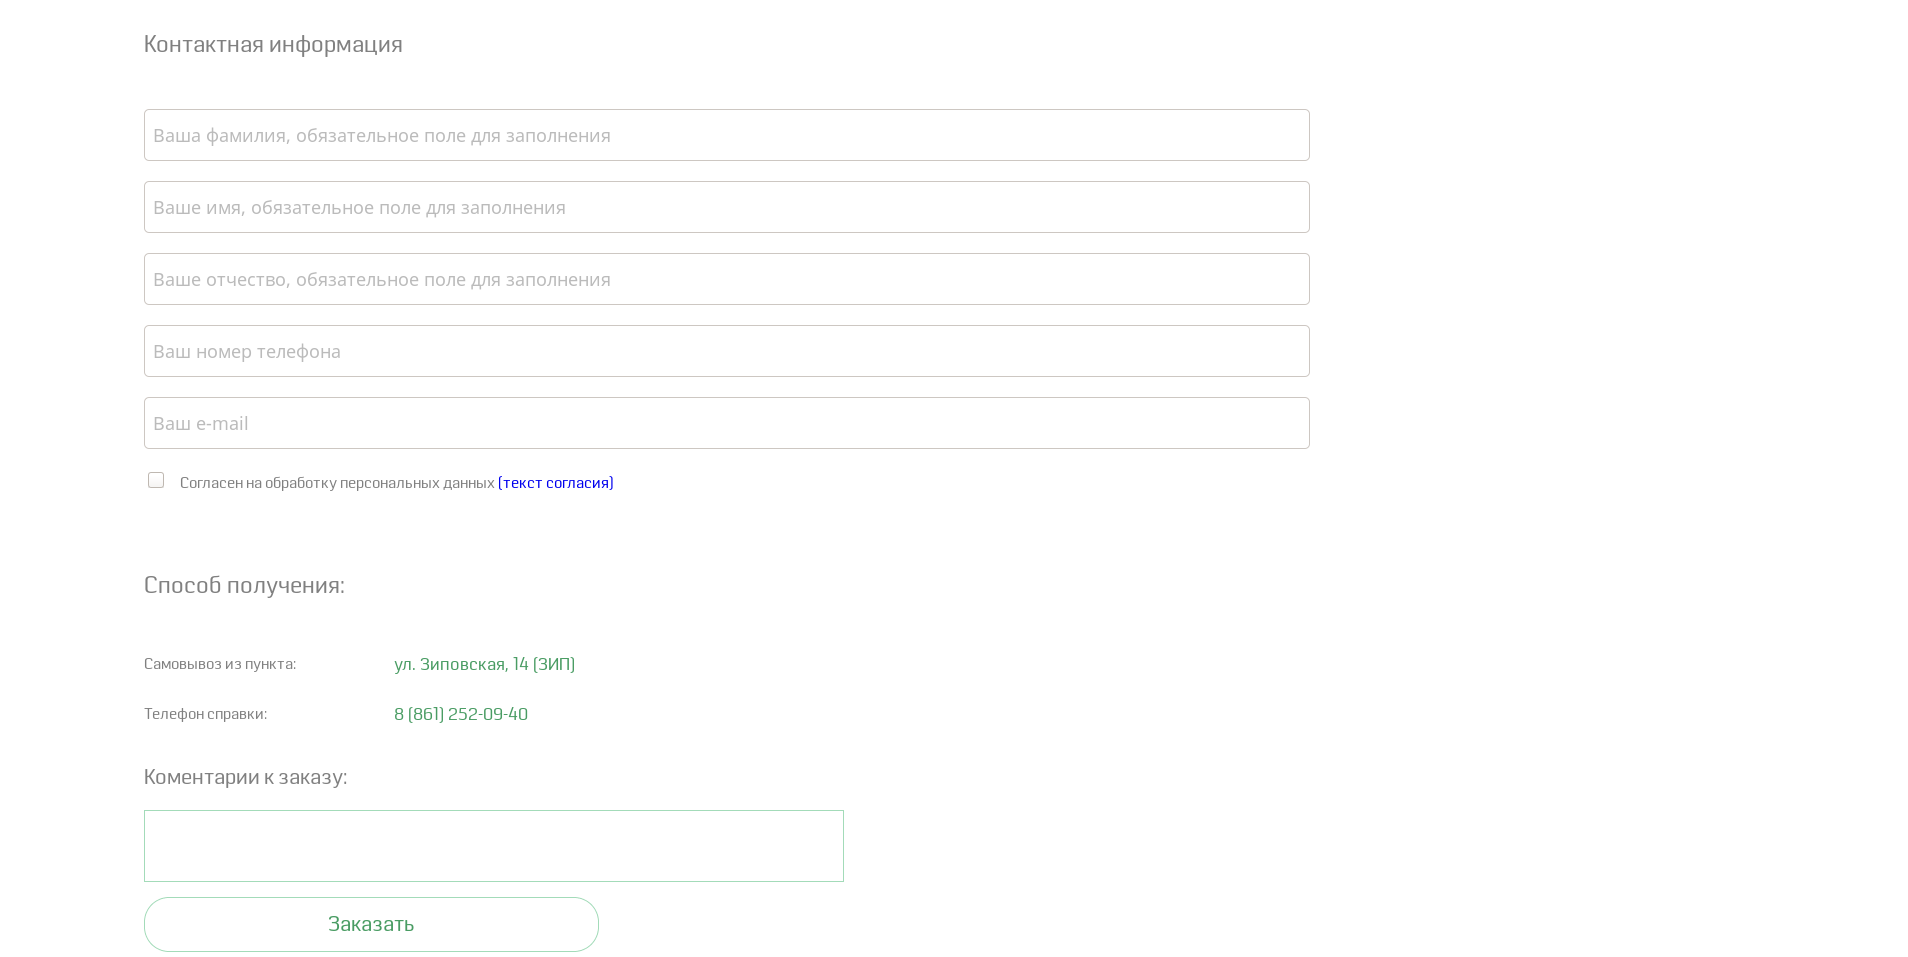 Контактная информация
Ваша фамилия, обязательное поле для заполнения
Ваше имя, обязательное поле для заполнения
Ваше отчество, обязательное поле для заполнения
Ваш номер телефона
Ваш e-mail
Согласен на обработку персональных данных (текст согласия)
Способ получения:
Самовывоз из пункта: ул. Зиповская, 14 (ЗИП)
Телефон справки: 8 (861) 252-09-40
Коментарии к заказу:
Заказать